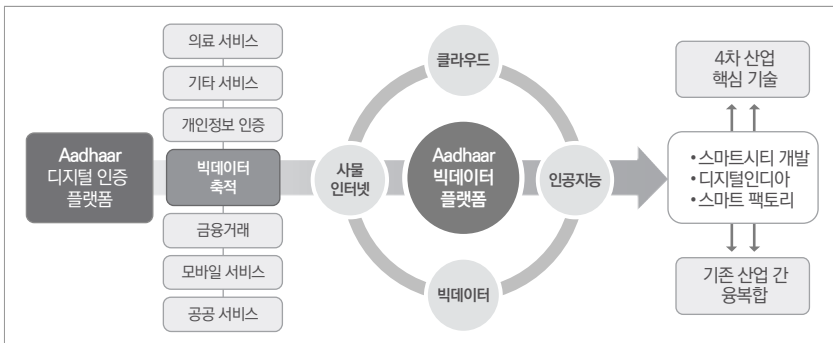 Aadhaar
디지털 인증
플랫폼
의료 서비스
기타 서비스
개인정보 인증
빅데이터
축적
금융거래
모바일 서비스
공공 서비스
클라우드
사물
인터넷
Aadhaar
빅데이터
플랫폼
인공지능
빅데이터
4차 산업
핵심 기술
•스마트시티 개발
•디지털인디아
•스마트 팩토리
기존 산업 간
융복합